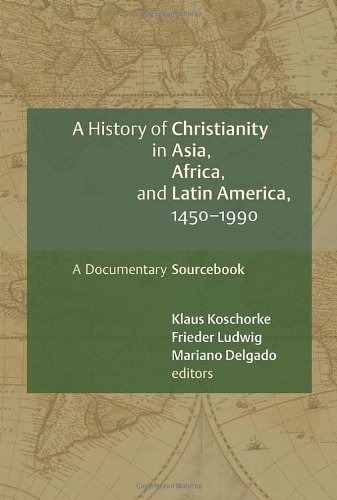 A History of Christianity
in Asia,
Africa,
and Latin America,
1450–1990
A Documentary Sourcebook
Klaus Koschorke
Frieder Ludwig
Mariano Delgado
editors